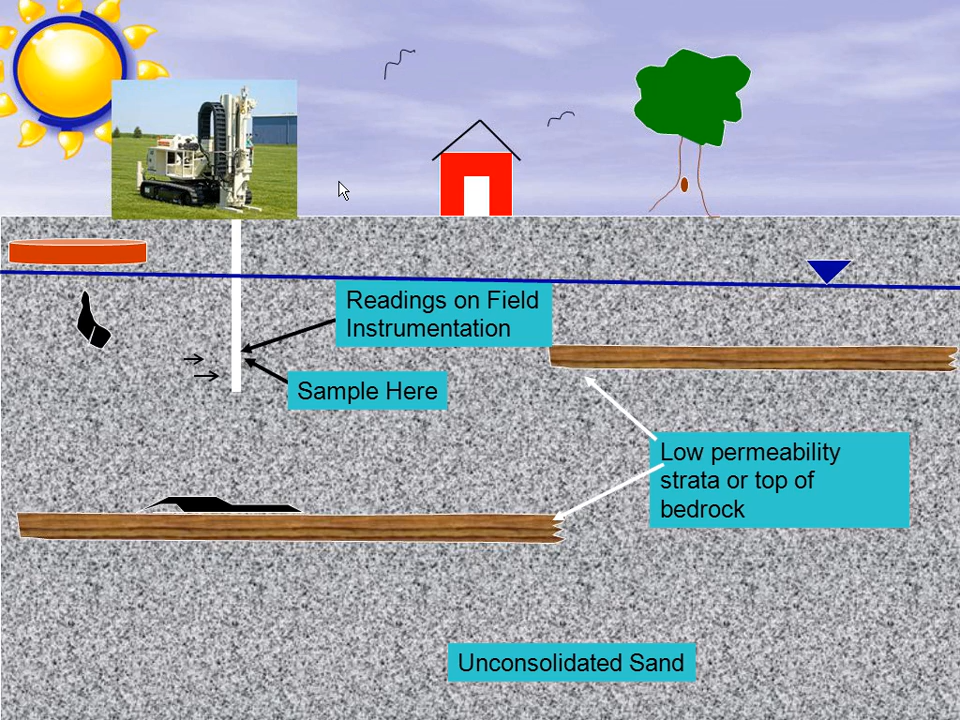 Readings on Field
Instrumentation
Sample Here
Low permeability
strata or top of
bedrock
Unconsolidated Sand